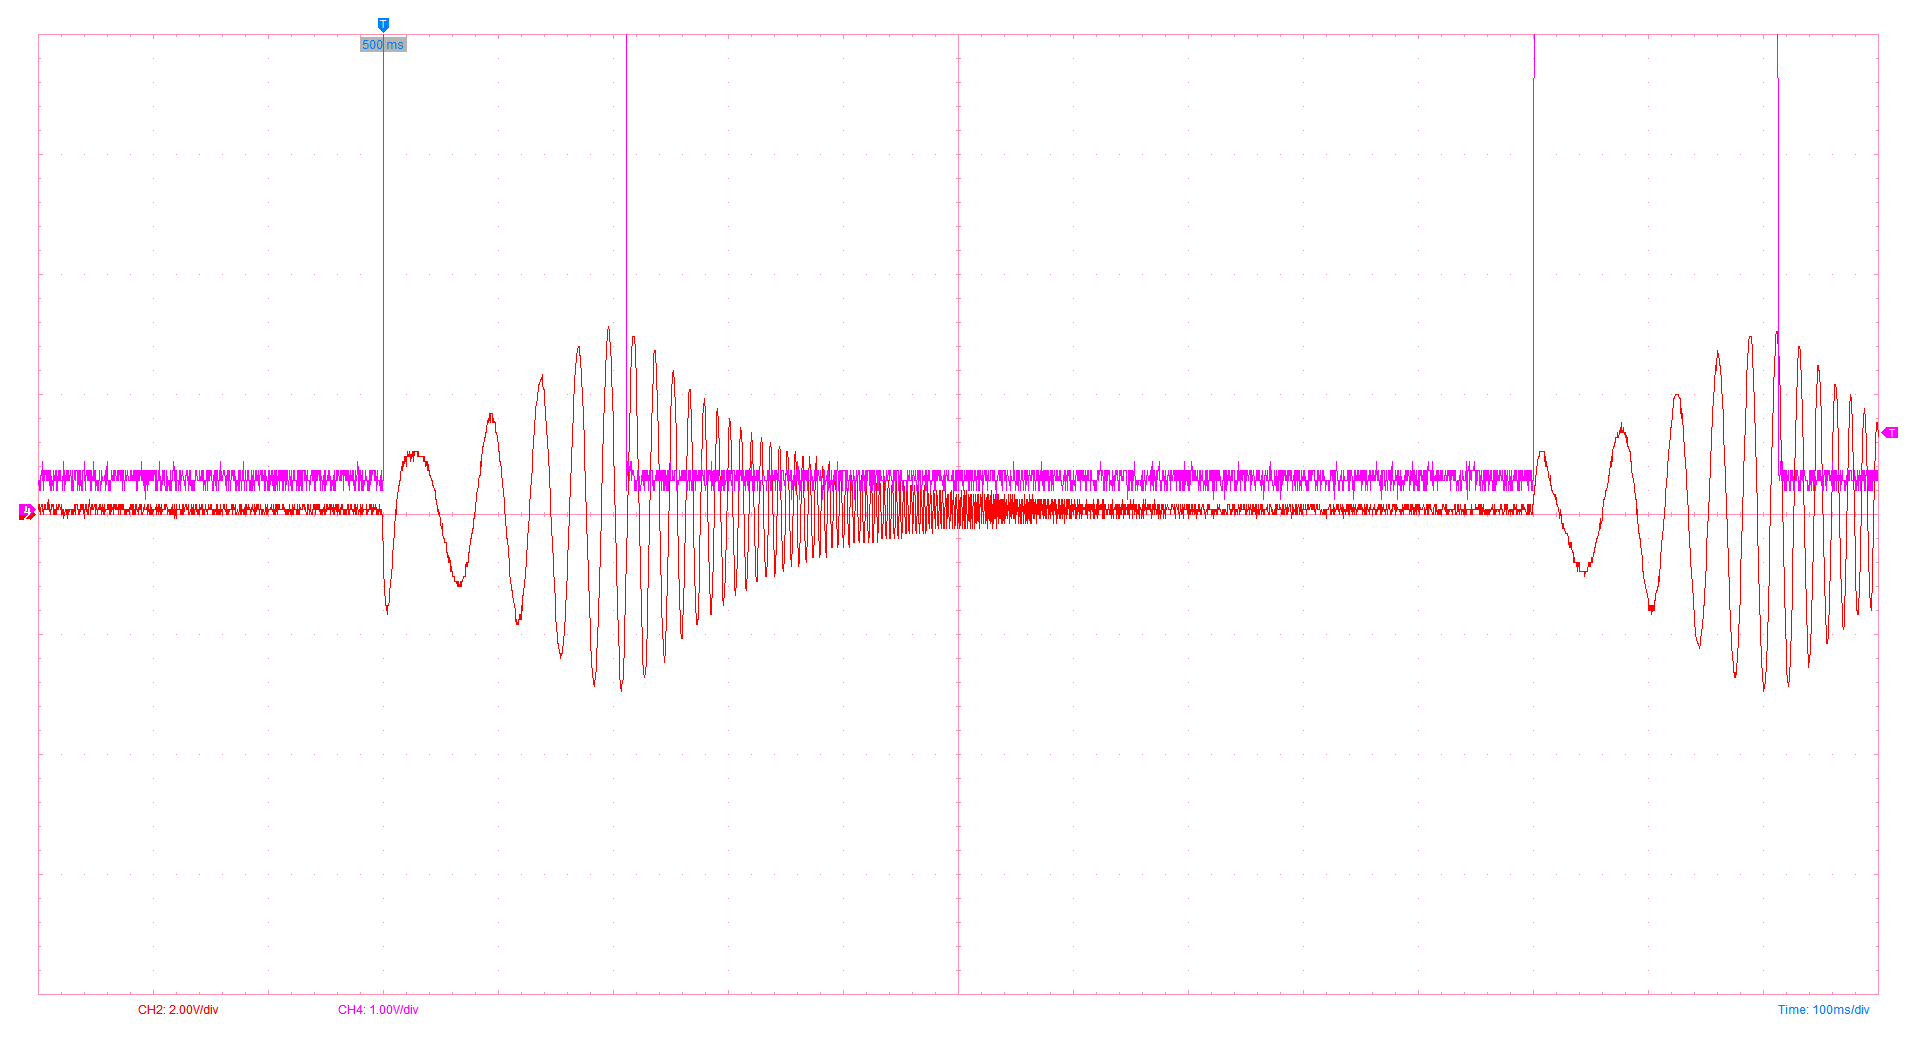 T
500 ms
T
CH2: 2.00V/div
CH4: 1.00V/div
Time: 100ms/div